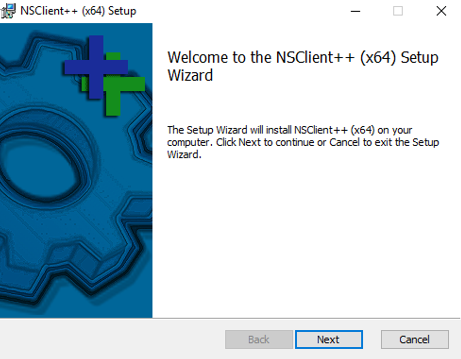 NSClient++ (x64) Setup
Welcome to the NSClient++ (x64) Setup
Wizard
The Setup Wizard will install NSClient++ (x64) on your
computer. Click Next to continue or Cancel to exit the Setup
Wizard.
Back
Next
Cancel